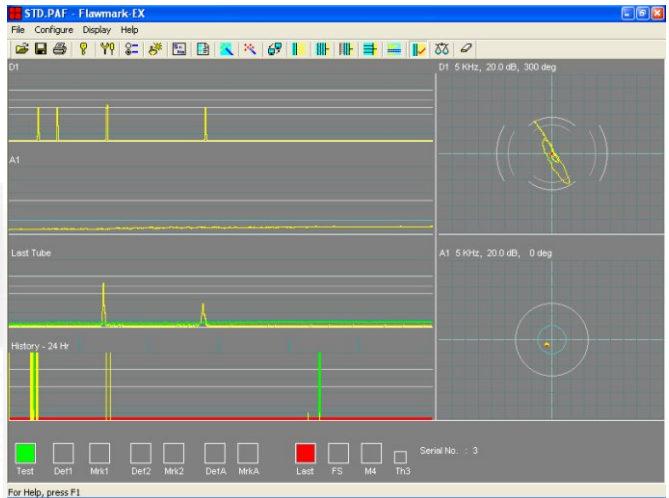 STD.PAF - Flawmark-EX
File Configure Display Help
D1
D1 5 KHz, 20.0 dB, 300 deg
A1
Last Tube
A1 5 KHz, 20.0 dB, 0 deg
History - 24 Hr
Serial No. : 3
Test Def1 Mrk1 Def2 Mrk2 DefA MrkA Last FS M4 Th3
For Help, press F1